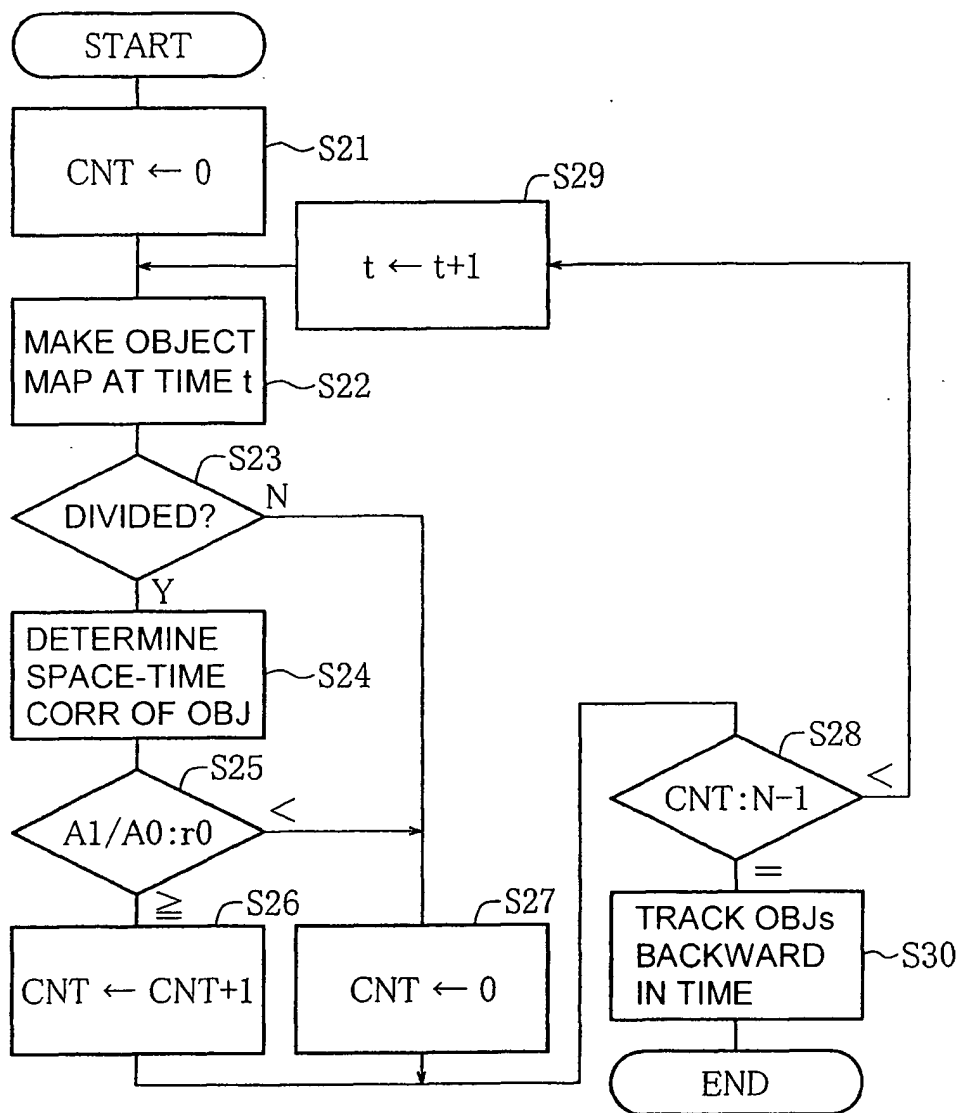 START
CNT ← 0
S21
S29
t ← t+1
MAKE OBJECT
MAP AT TIME t
S22
S23
DIVIDED?
N
Y
DETERMINE
SPACE-TIME
CORR OF OBJ
S24
S25
A1/A0:r0
<
≧
S26
CNT ← CNT+1
S27
CNT ← 0
S28
CNT:N-1
<
=
TRACK OBJs
BACKWARD
IN TIME
S30
END